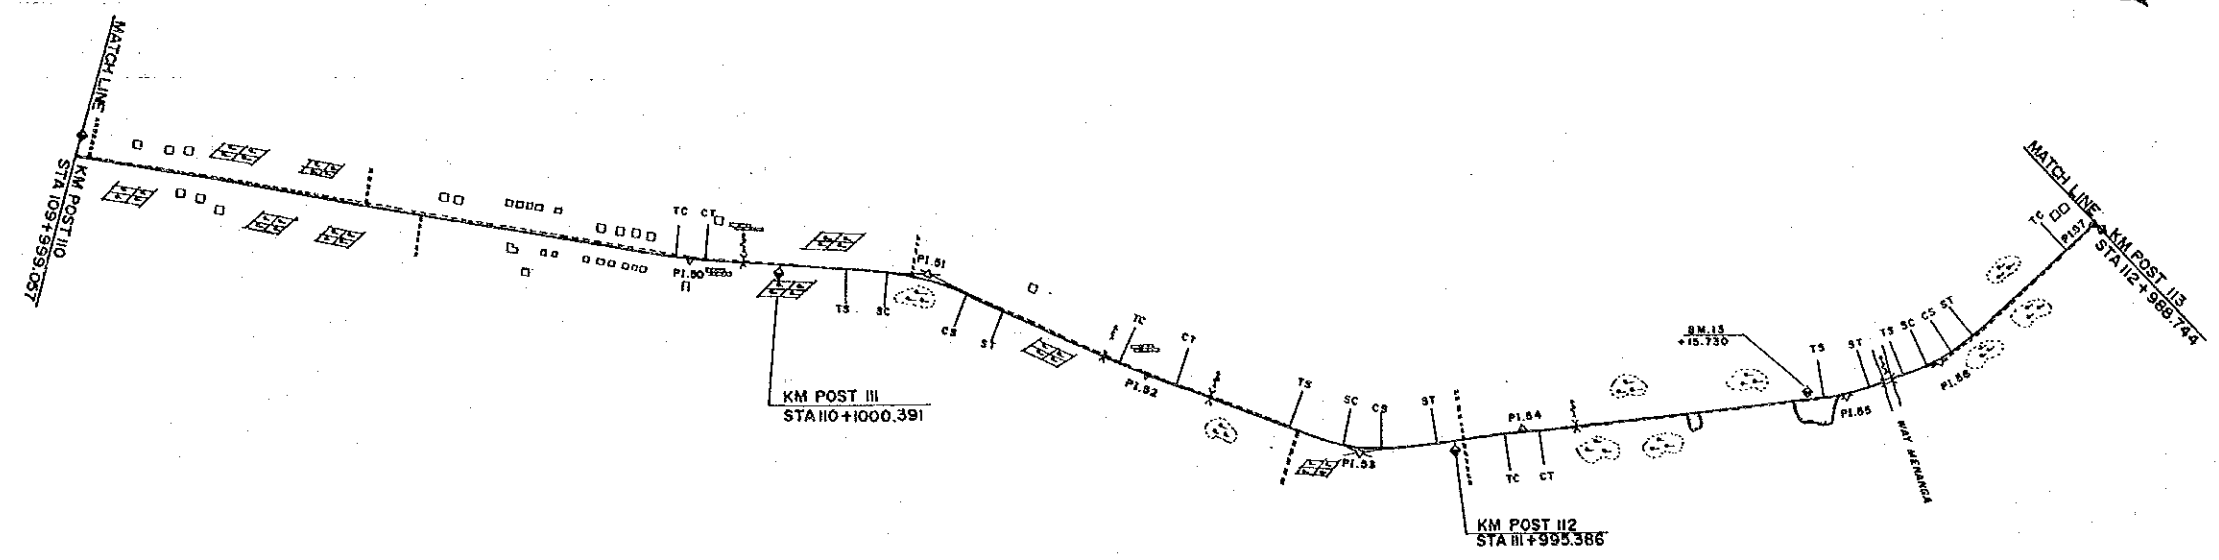 MATCH LINE
KM POST 110
STA 109+999.057
TC
CT
PI.50
TS
SC
PI.51
CS
ST
KM POST 111
STA 110+1000.391
TC
PI.52
CT
TS
SC
CS
PI.53
ST
KM POST 112
STA 111+995.386
TC
PI.54
CT
BM.13
+15.730
TS
PI.55
ST
WAY MENANGA
TS
SC
CS
ST
PI.56
TC
PI.57
MATCH LINE
KM POST 113
STA 112+988.744